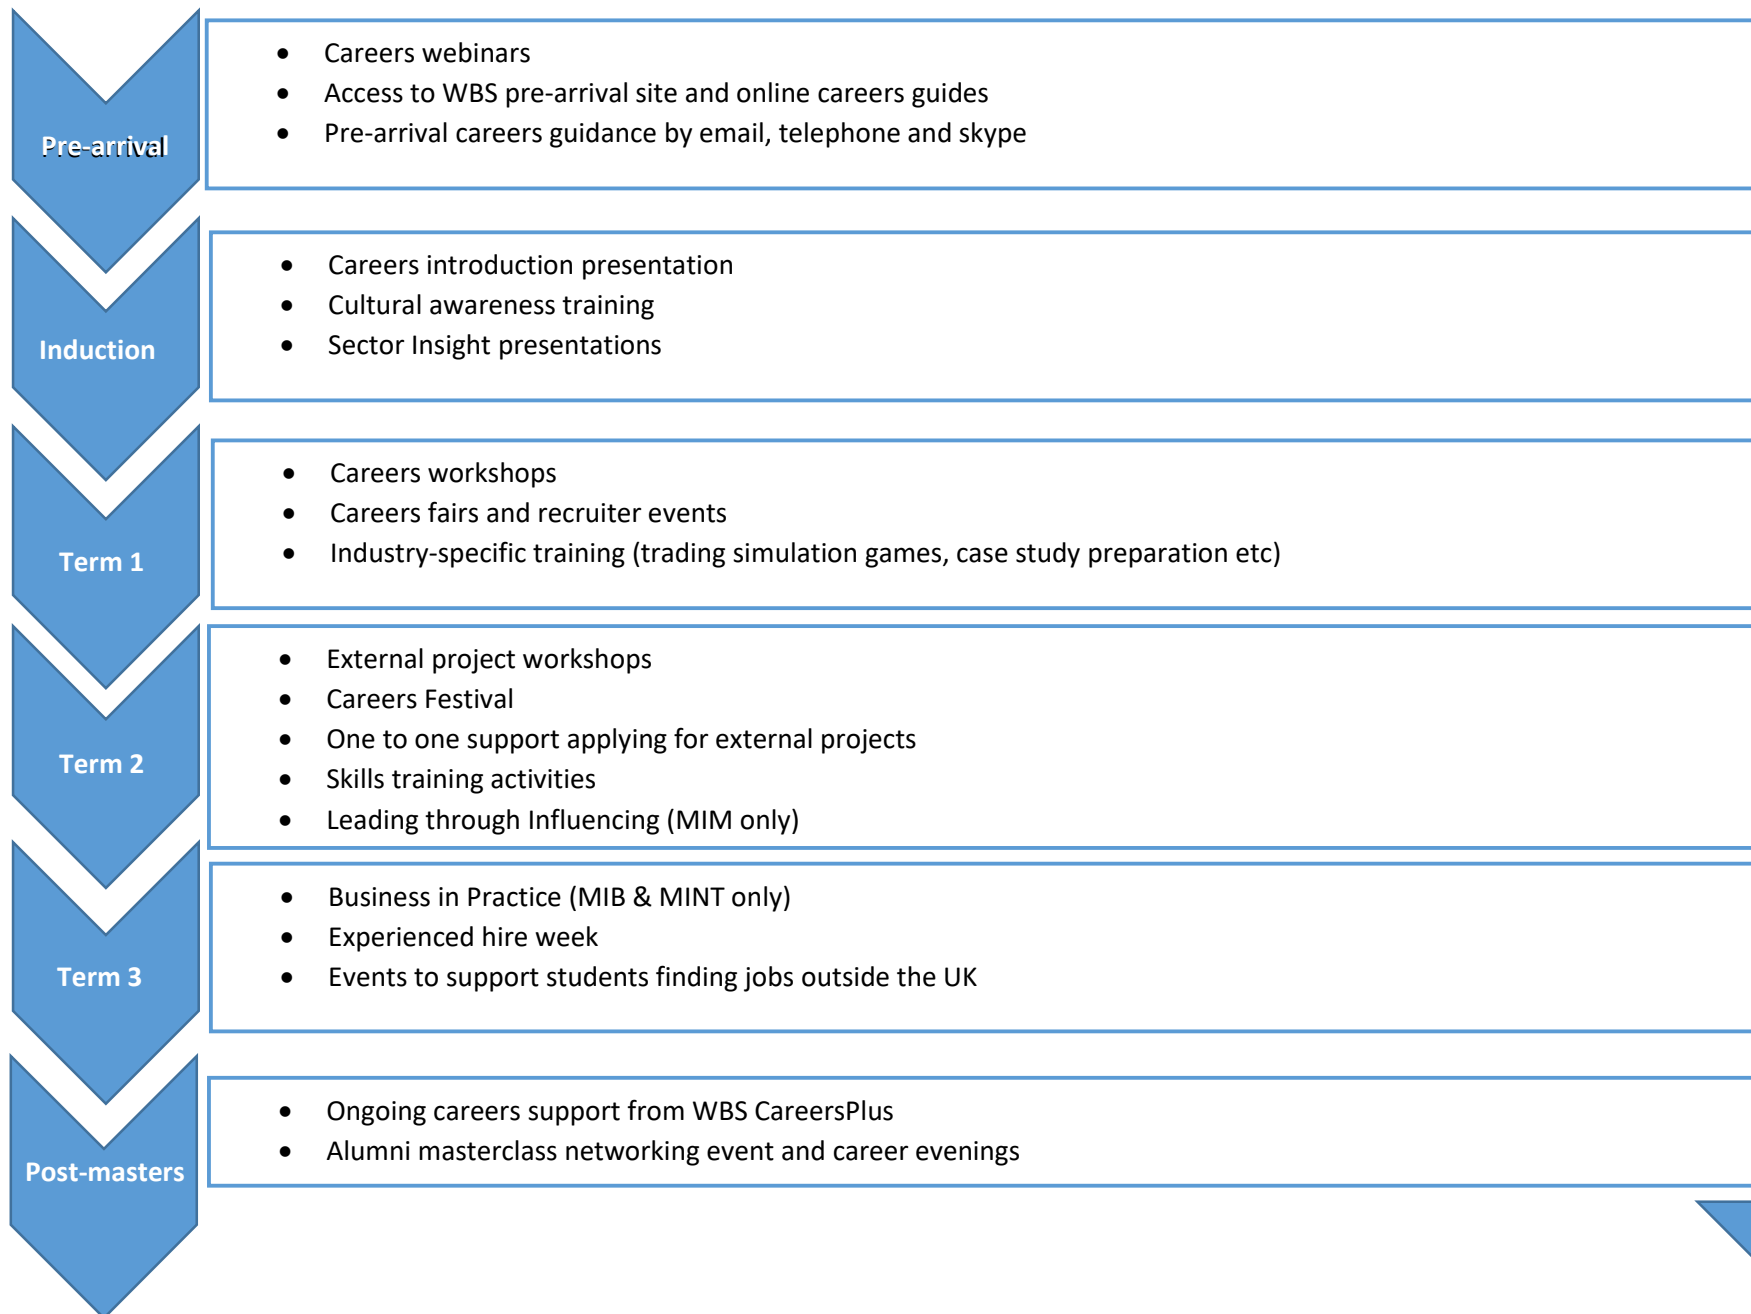 Pre-arrival
• Careers webinars
• Access to WBS pre-arrival site and online careers guides
• Pre-arrival careers guidance by email, telephone and skype
Induction
• Careers introduction presentation
• Cultural awareness training
• Sector Insight presentations
Term 1
• Careers workshops
• Careers fairs and recruiter events
• Industry-specific training (trading simulation games, case study preparation etc)
Term 2
• External project workshops
• Careers Festival
• One to one support applying for external projects
• Skills training activities
• Leading through Influencing (MIM only)
Term 3
• Business in Practice (MIB & MINT only)
• Experienced hire week
• Events to support students finding jobs outside the UK
Post-masters
• Ongoing careers support from WBS CareersPlus
• Alumni masterclass networking event and career evenings